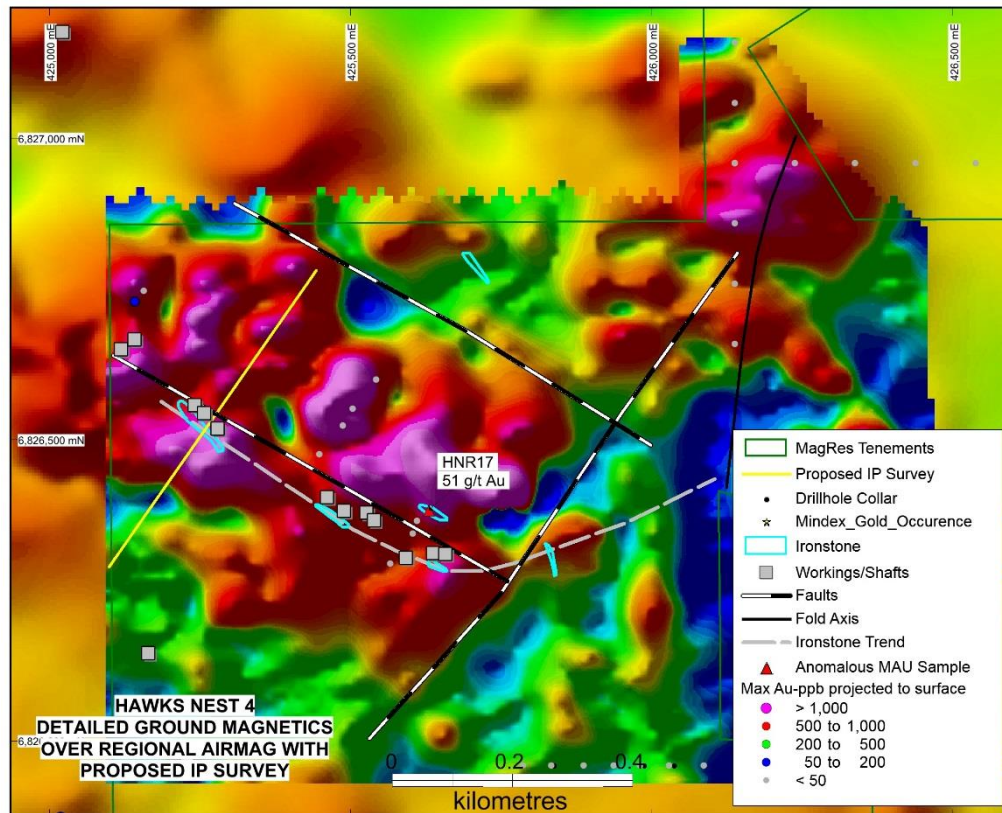 425,000 mE
425,500 mE
426,000 mE
426,500 mE
6,827,000 mN
6,826,500 mN
HNR17
51 g/t Au
HAWKS NEST 4
DETAILED GROUND MAGNETICS
OVER REGIONAL AIRMAG WITH
PROPOSED IP SURVEY
0 0.2 0.4
kilometres
MagRes Tenements
Proposed IP Survey
Drillhole Collar
Mindex_Gold_Occurence
Ironstone
Workings/Shafts
Faults
Fold Axis
Ironstone Trend
Anomalous MAU Sample
Max Au-ppb projected to surface
> 1,000
500 to 1,000
200 to 500
50 to 200
< 50